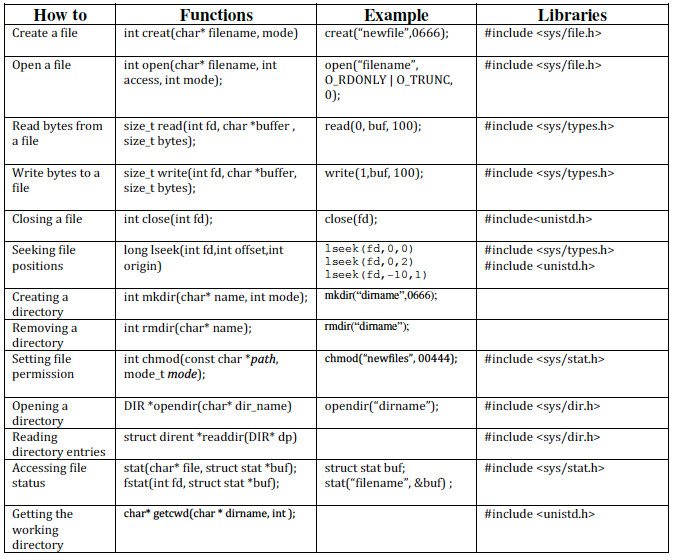 How to Functions Example Libraries
Create a file int creat(char* filename, mode) creat(“newfile”,0666); #include <sys/file.h>
Open a file int open(char* filename, int open(“filename”, #include <sys/file.h>
access, int mode); O_RDONLY | O_TRUNC,
0);
Read bytes from size_t read(int fd, char *buffer , read(0, buf, 100); #include <sys/types.h>
a file size_t bytes);
Write bytes to a size_t write(int fd, char *buffer, write(1,buf, 100); #include <sys/types.h>
file size_t bytes);
Closing a file int close(int fd); close(fd); #include<unistd.h>
Seeking file long lseek(int fd,int offset,int lseek(fd,0,0) #include <sys/types.h>
positions origin) lseek(fd,0,2) #include <unistd.h>
lseek(fd,-10,1)
Creating a int mkdir(char* name, int mode); mkdir(“dirname”,0666);
directory
Removing a int rmdir(char* name); rmdir(“dirname”);
directory
Setting file int chmod(const char *path, chmod(“newfiles”, 00444); #include <sys/stat.h>
permission mode_t mode);
Opening a DIR *opendir(char* dir_name) opendir(“dirname”); #include <sys/dir.h>
directory
Reading struct dirent *readdir(DIR* dp) #include <sys/dir.h>
directory entries
Accessing file stat(char* file, struct stat *buf); struct stat buf; #include <sys/stat.h>
status fstat(int fd, struct stat *buf); stat(“filename”, &buf) ;
Getting the char* getcwd(char * dirname, int ); #include <unistd.h>
working
directory